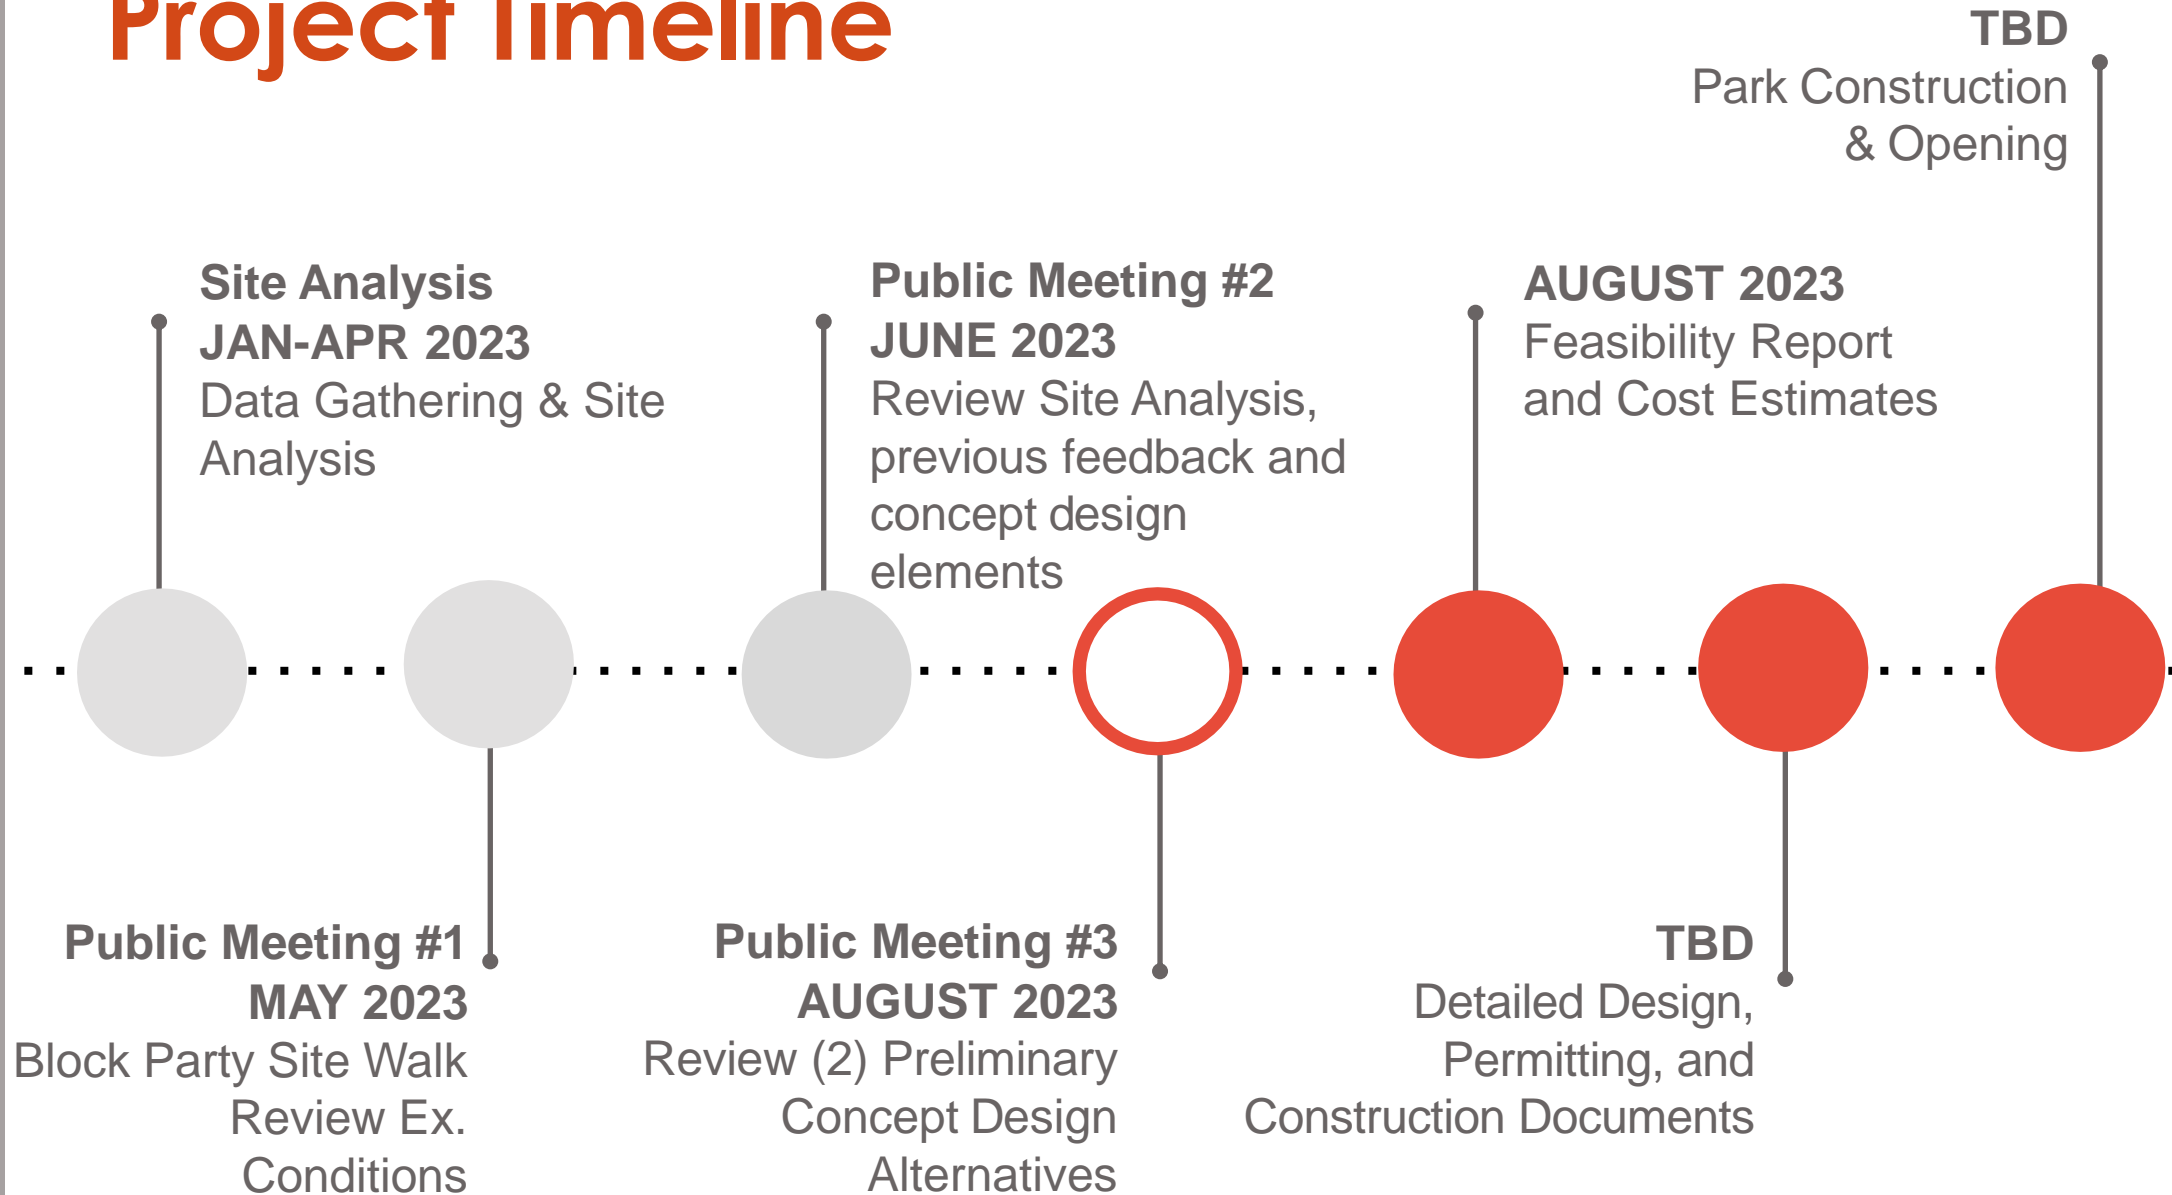 Project Timeline
TBD
Park Construction
& Opening
Site Analysis
JAN-APR 2023
Data Gathering & Site
Analysis
Public Meeting #2
JUNE 2023
Review Site Analysis,
previous feedback and
concept design
elements
AUGUST 2023
Feasibility Report
and Cost Estimates
Public Meeting #1
MAY 2023
Block Party Site Walk
Review Ex.
Conditions
Public Meeting #3
AUGUST 2023
Review (2) Preliminary
Concept Design
Alternatives
TBD
Detailed Design,
Permitting, and
Construction Documents